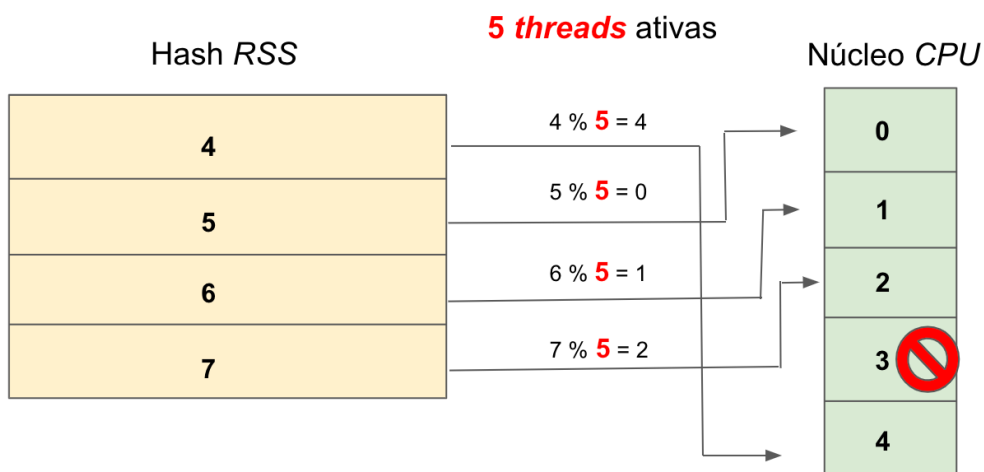 5 threads ativas
Hash RSS
Núcleo CPU
4
4 % 5 = 4
0
5
5 % 5 = 0
1
6
6 % 5 = 1
2
7
7 % 5 = 2
3
4